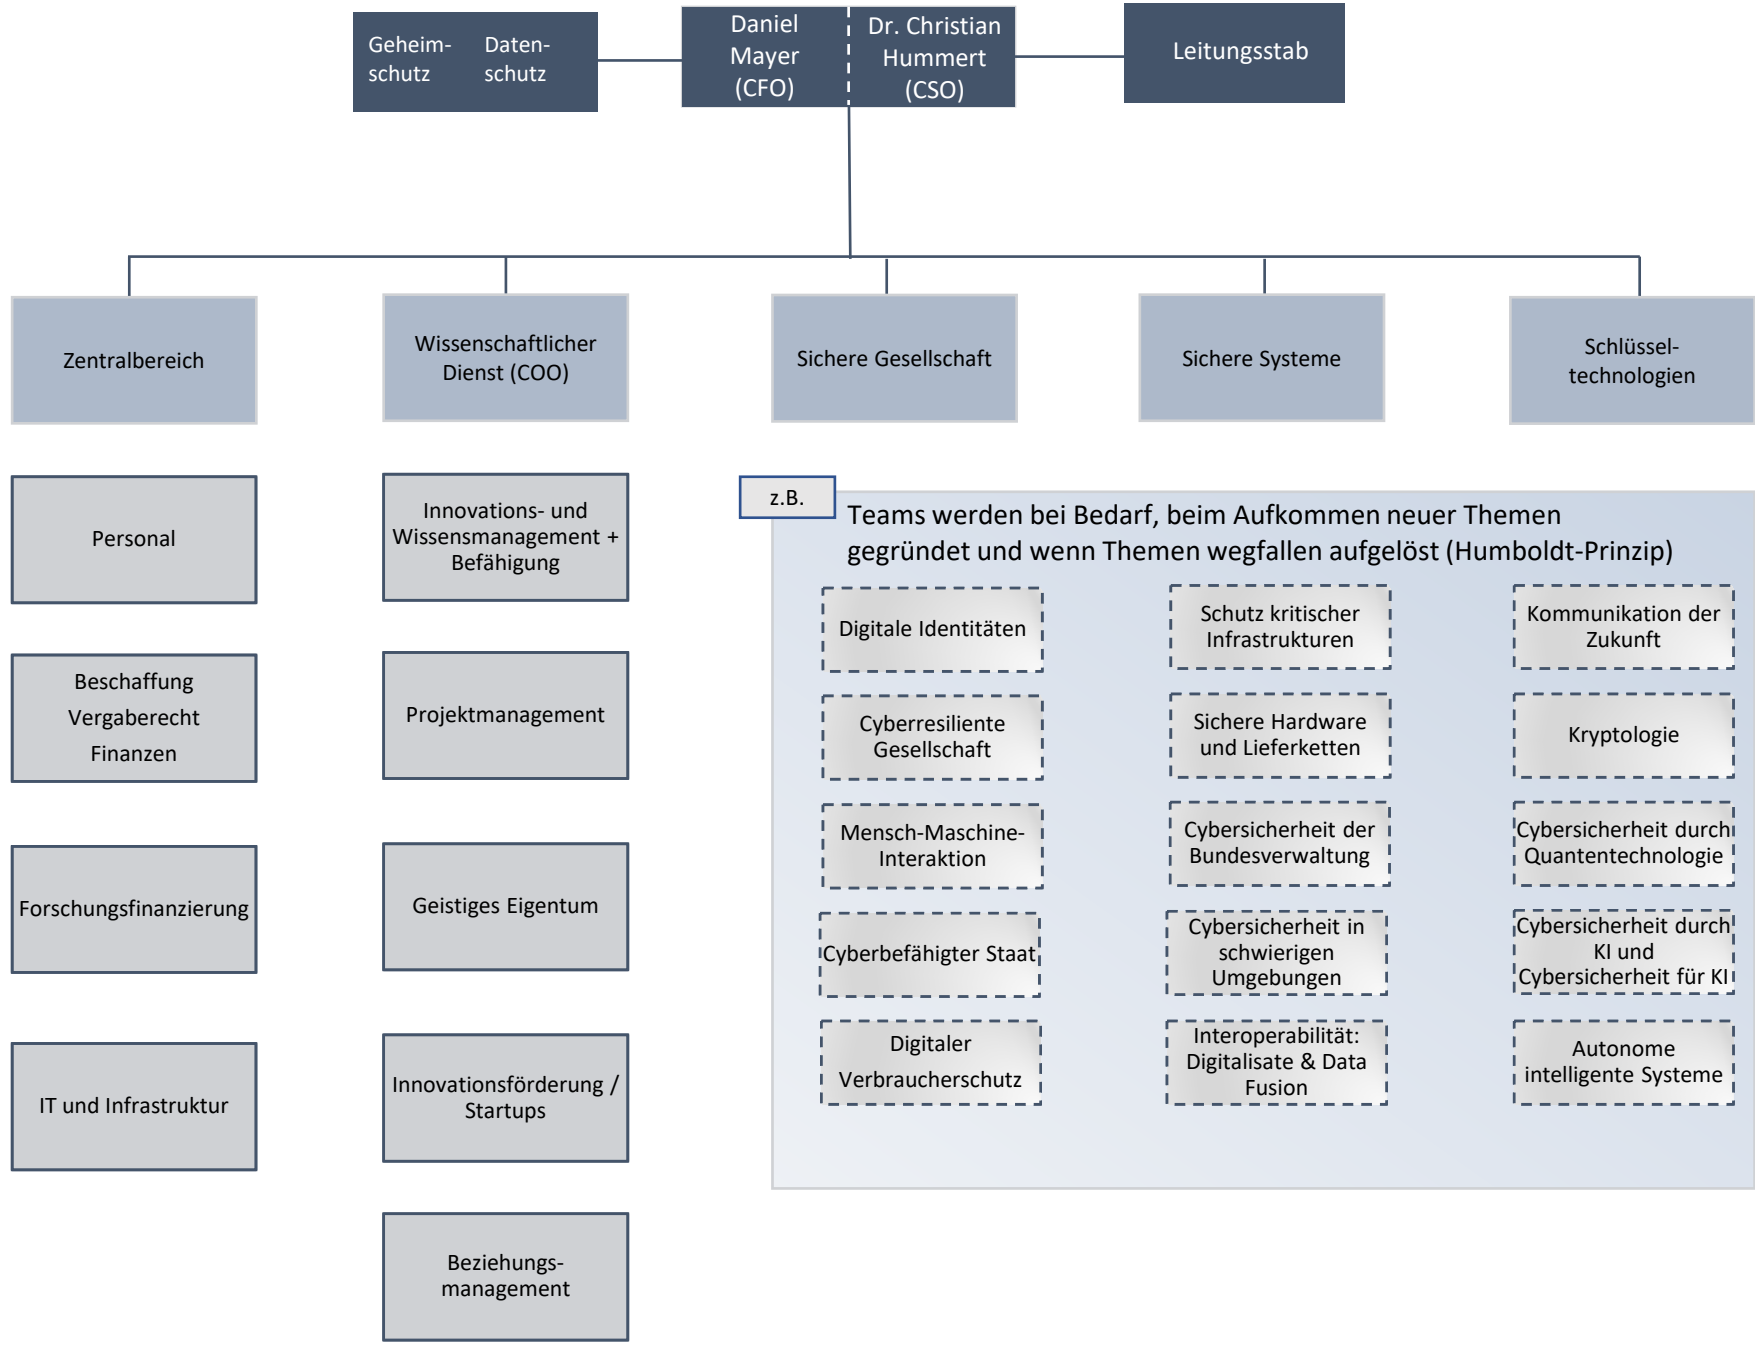 Geheim-
schutz
Daten-
schutz
Daniel
Mayer
(CFO)
Dr. Christian
Hummert
(CSO)
Leitungsstab
Zentralbereich
Wissenschaftlicher
Dienst (COO)
Sichere Gesellschaft
Sichere Systeme
Schlüssel-
technologien
Personal
Beschaffung
Vergaberecht
Finanzen
Forschungsfinanzierung
IT und Infrastruktur
Innovations- und
Wissensmanagement +
Befähigung
Projektmanagement
Geistiges Eigentum
Innovationsförderung /
Startups
Beziehungs-
management
z.B.
Teams werden bei Bedarf, beim Aufkommen neuer Themen
gegründet und wenn Themen wegfallen aufgelöst (Humboldt-Prinzip)
Digitale Identitäten
Cyberresiliente
Gesellschaft
Mensch-Maschine-
Interaktion
Cyberbefähigter Staat
Digitaler
Verbraucherschutz
Schutz kritischer
Infrastrukturen
Sichere Hardware
und Lieferketten
Cybersicherheit der
Bundesverwaltung
Cybersicherheit in
schwierigen
Umgebungen
Interoperabilität:
Digitalisate & Data
Fusion
Kommunikation der
Zukunft
Kryptologie
Cybersicherheit durch
Quantentechnologie
Cybersicherheit durch
KI und
Cybersicherheit für KI
Autonome
intelligente Systeme